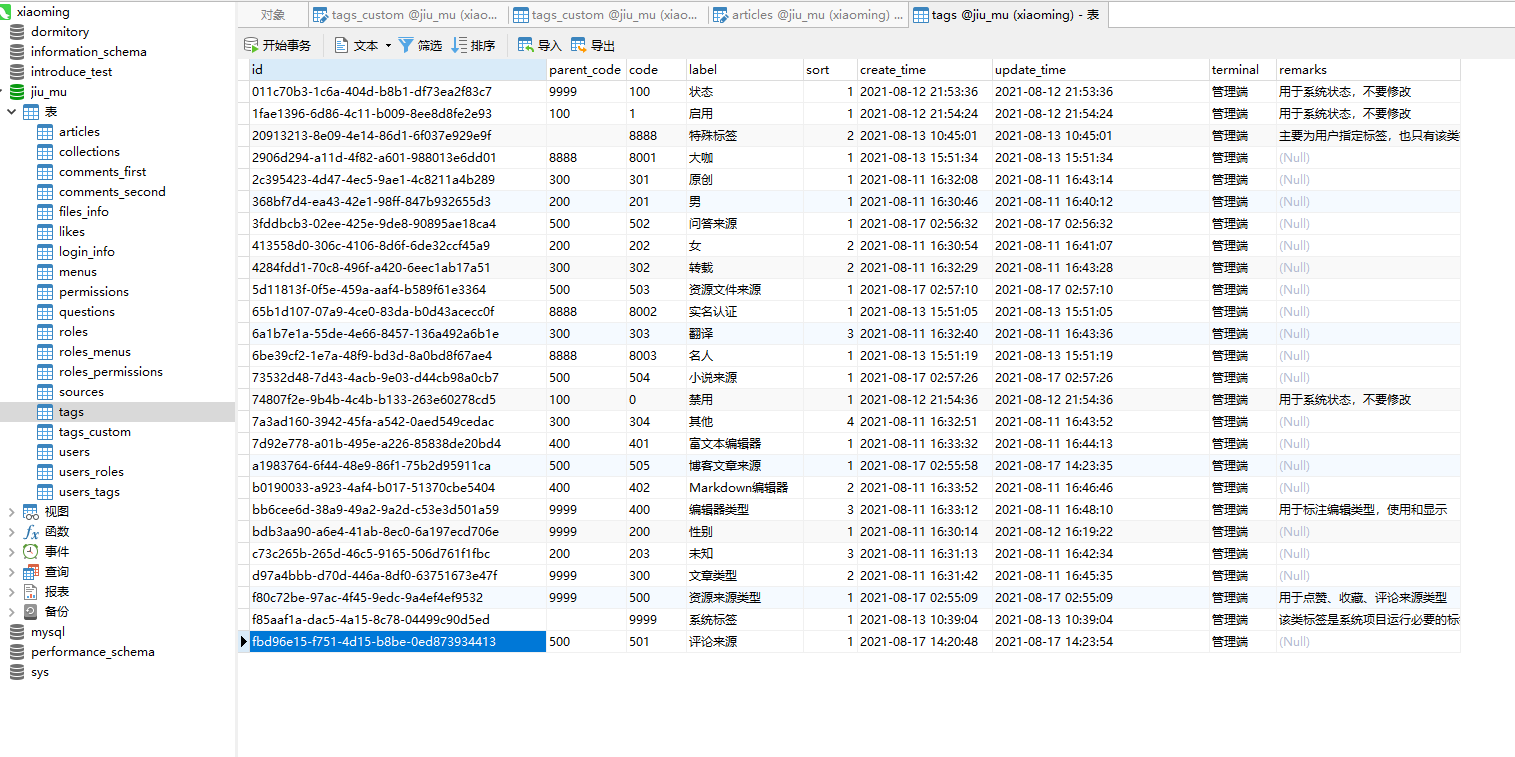 xiaoming
dormitory
information_schema
introduce_test
jiu_mu
表
articles
collections
comments_first
comments_second
files_info
likes
login_info
menus
permissions
questions
roles
roles_menus
roles_permissions
sources
tags
tags_custom
users
users_roles
users_tags
视图
函数
事件
查询
报表
备份
mysql
performance_schema
sys
对象 tags_custom @jiu_mu (xiao... tags_custom @jiu_mu (xiao... articles @jiu_mu (xiaoming) ... tags @jiu_mu (xiaoming) - 表
开始事务 文本 筛选 排序 导入 导出
id parent_code code label sort create_time update_time terminal remarks
011c70b3-1c6a-404d-b8b1-df73ea2f83c7 9999 100 状态 1 2021-08-12 21:53:36 2021-08-12 21:53:36 管理端 用于系统状态，不要修改
1fae1396-6d86-4c11-b009-8ee8d8fe2e93 100 1 启用 1 2021-08-12 21:54:24 2021-08-12 21:54:24 管理端 用于系统状态，不要修改
20913213-8e09-4e14-86d1-6f037e929e9f 8888 特殊标签 2 2021-08-13 10:45:01 2021-08-13 10:45:01 管理端 主要为用户指定标签，也只有该类
2906d294-a11d-4f82-a601-988013e6dd01 8888 8001 大咖 1 2021-08-13 15:51:34 2021-08-13 15:51:34 管理端 (Null)
2c395423-4d47-4ec5-9ae1-4c8211a4b289 300 301 原创 1 2021-08-11 16:32:08 2021-08-11 16:43:14 管理端 (Null)
368bf7d4-ea43-42e1-98ff-847b932655d3 200 201 男 1 2021-08-11 16:30:46 2021-08-11 16:40:12 管理端 (Null)
3fddbcb3-02ee-425e-9de8-90895ae18ca4 500 502 问答来源 1 2021-08-17 02:56:32 2021-08-17 02:56:32 管理端 (Null)
413558d0-306c-4106-8d6f-6de32ccf45a9 200 202 女 2 2021-08-11 16:30:54 2021-08-11 16:41:07 管理端 (Null)
4284fdd1-70c8-496f-a420-6eec1ab17a51 300 302 转载 2 2021-08-11 16:32:29 2021-08-11 16:43:28 管理端 (Null)
5d11813f-0f5e-459a-aaf4-b589f61e3364 500 503 资源文件来源 1 2021-08-17 02:57:10 2021-08-17 02:57:10 管理端 (Null)
65b1d107-07a9-4ce0-83da-b0d43acecc0f 8888 8002 实名认证 1 2021-08-13 15:51:05 2021-08-13 15:51:05 管理端 (Null)
6a1b7e1a-55de-4e66-8457-136a492a6b1e 300 303 翻译 3 2021-08-11 16:32:40 2021-08-11 16:43:36 管理端 (Null)
6be39cf2-1e7a-48f9-bd3d-8a0bd8f67ae4 8888 8003 名人 1 2021-08-13 15:51:19 2021-08-13 15:51:19 管理端 (Null)
73532d48-7d43-4acb-9e03-d44cb98a0cb7 500 504 小说来源 1 2021-08-17 02:57:26 2021-08-17 02:57:26 管理端 (Null)
74807f2e-9b4b-4c4b-b133-263e60278cd5 100 0 禁用 1 2021-08-12 21:54:36 2021-08-12 21:54:36 管理端 用于系统状态，不要修改
7a3ad160-3942-45fa-a542-0aed549cedac 300 304 其他 4 2021-08-11 16:32:51 2021-08-11 16:43:52 管理端 (Null)
7d92e778-a01b-495e-a226-85838de20bd4 400 401 富文本编辑器 1 2021-08-11 16:33:32 2021-08-11 16:44:13 管理端 (Null)
a1983764-6f44-48e9-86f1-75b2d95911ca 500 505 博客文章来源 1 2021-08-17 02:55:58 2021-08-17 14:23:35 管理端 (Null)
b0190033-a923-4af4-b017-51370cbe5404 400 402 Markdown编辑器 2 2021-08-11 16:33:52 2021-08-11 16:46:46 管理端 (Null)
bb6cee6d-38a9-49a2-9a2d-c53e3d501a59 9999 400 编辑器类型 3 2021-08-11 16:33:12 2021-08-11 16:48:10 管理端 用于标注编辑类型，使用和显示
bdb3aa90-a6e4-41ab-8ec0-6a197ecd706e 9999 200 性别 1 2021-08-11 16:30:14 2021-08-12 16:19:22 管理端 (Null)
c73c265b-265d-46c5-9165-506d761f1fbc 200 203 未知 3 2021-08-11 16:31:13 2021-08-11 16:42:34 管理端 (Null)
d97a4bbb-d70d-446a-8df0-63751673e47f 9999 300 文章类型 2 2021-08-11 16:31:42 2021-08-11 16:45:35 管理端 (Null)
f80c72be-97ac-4f45-9edc-9a4ef4ef9532 9999 500 资源来源类型 1 2021-08-17 02:55:09 2021-08-17 02:55:09 管理端 用于点赞、收藏、评论来源类型
f85aaf1a-dac5-4a15-8c78-04499c90d5ed 9999 系统标签 1 2021-08-13 10:39:04 2021-08-13 10:39:04 管理端 该类标签是系统项目运行必要的标
fbd96e15-f751-4d15-b8be-0ed873934413 500 501 评论来源 1 2021-08-17 14:20:48 2021-08-17 14:23:54 管理端 (Null)